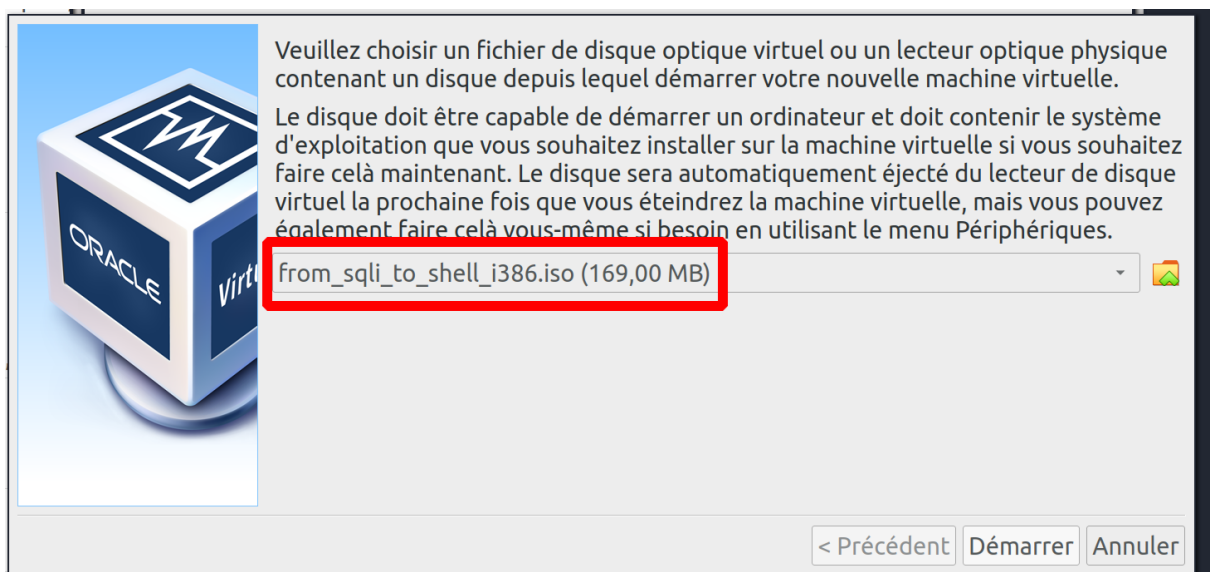 Veuillez choisir un fichier de disque optique virtuel ou un lecteur optique physique
contenant un disque depuis lequel démarrer votre nouvelle machine virtuelle.
Le disque doit être capable de démarrer un ordinateur et doit contenir le système
d'exploitation que vous souhaitez installer sur la machine virtuelle si vous souhaitez
faire celà maintenant. Le disque sera automatiquement éjecté du lecteur de disque
virtuel la prochaine fois que vous éteindrez la machine virtuelle, mais vous pouvez
également faire celà vous-même si besoin en utilisant le menu Périphériques.
ORACLE
Virt
from_sqli_to_shell_i386.iso (169,00 MB)
< Précédent Démarrer Annuler